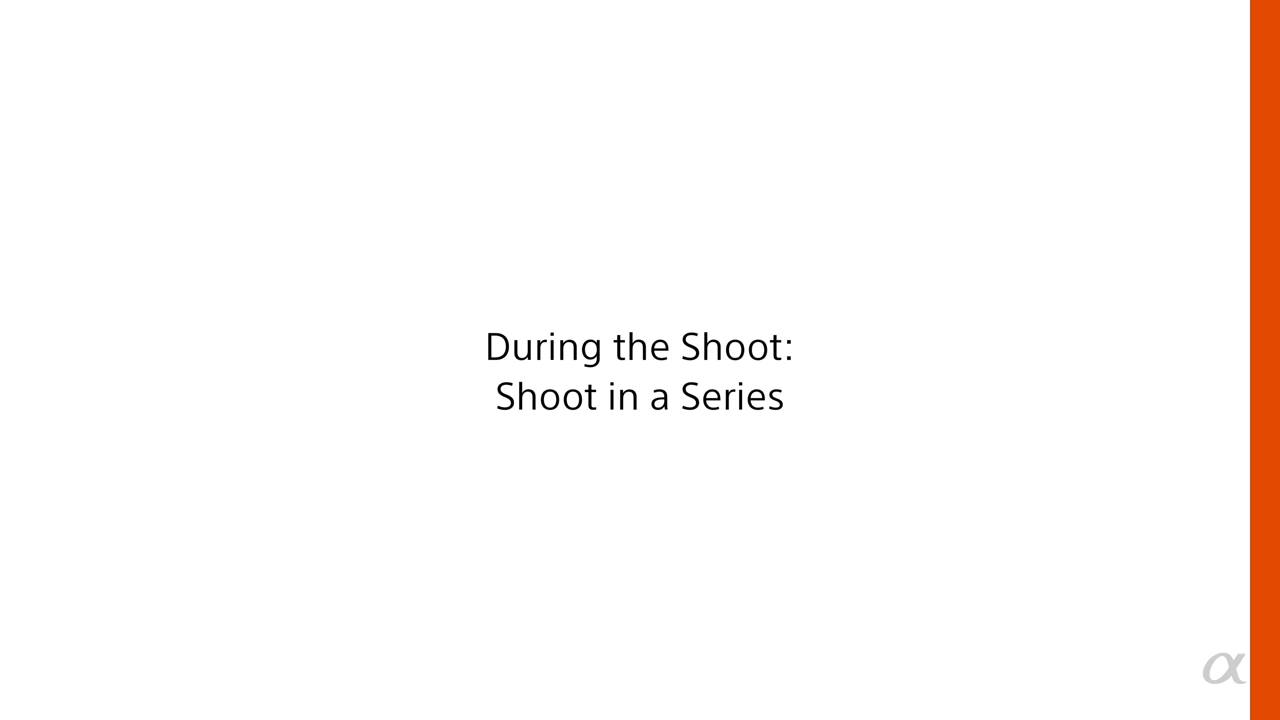 During the Shoot:
Shoot in a Series
α